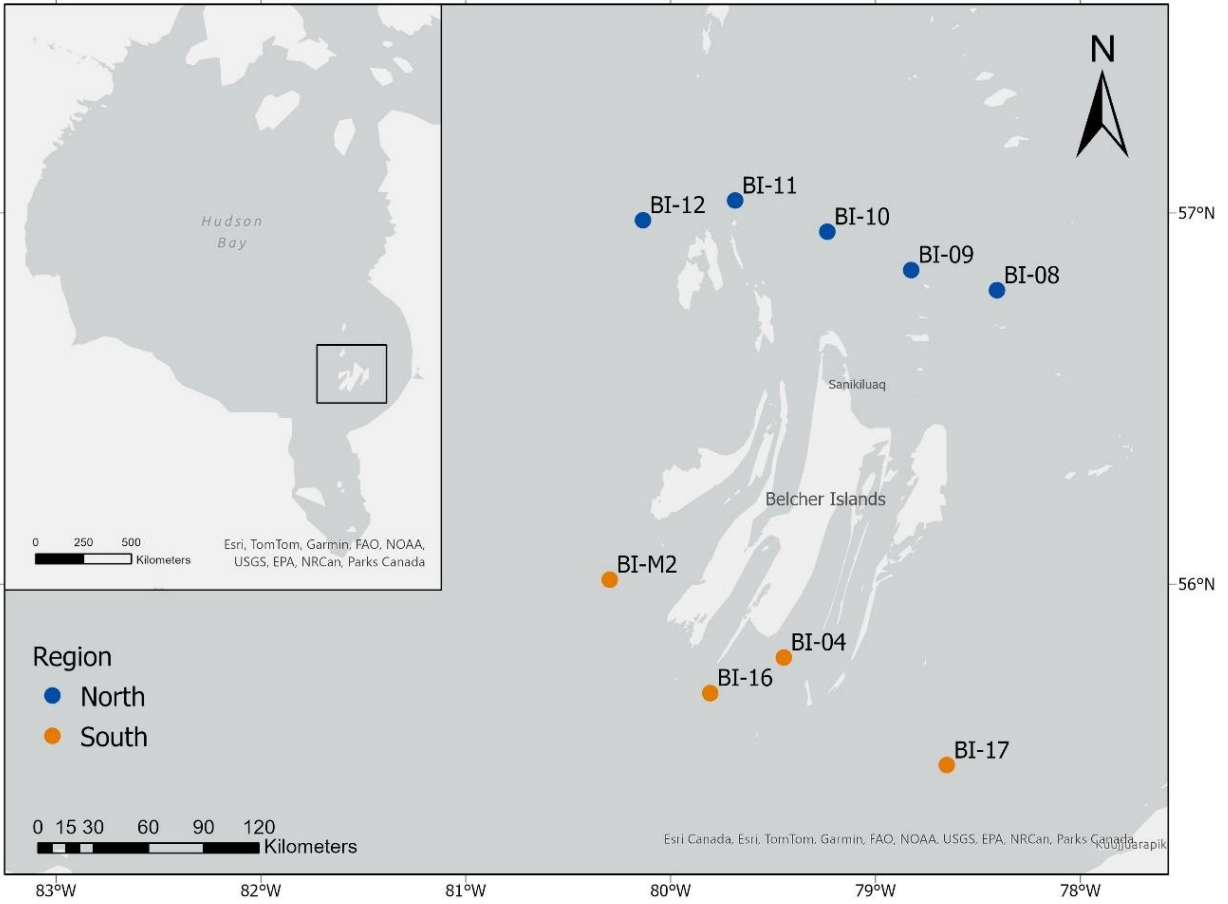 N
Hudson
Bay
0 250 500
Kilometers
Esri, TomTom, Garmin, FAO, NOAA,
USGS, EPA, NRCan, Parks Canada
BI-11
BI-12
BI-10
BI-09
BI-08
57°N
Sanikiluaq
Belcher Islands
BI-M2
56°N
BI-04
BI-16
BI-17
Region
North
South
0 15 30 60 90 120
Kilometers
Esri Canada, Esri, TomTom, Garmin, FAO, NOAA, USGS, EPA, NRCan, Parks Canada
Kuujjuarapik
83°W 82°W 81°W 80°W 79°W 78°W